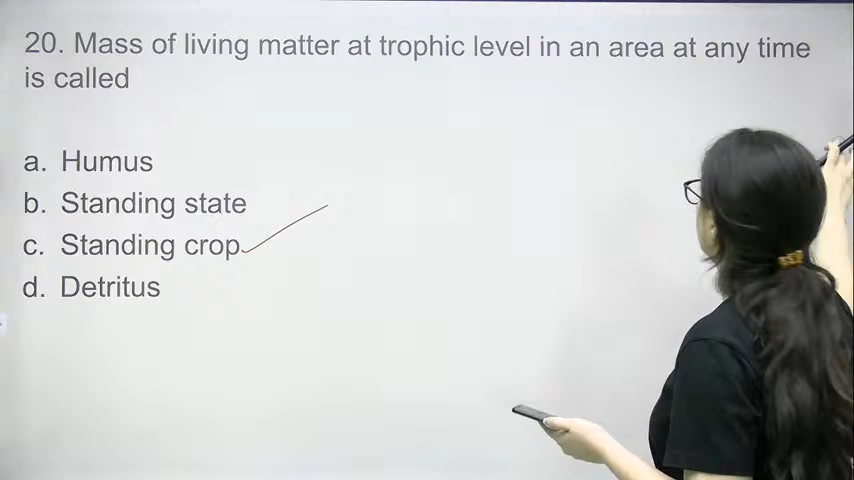 20. Mass of living matter at trophic level in an area at any time
is called
a. Humus
b. Standing state
c. Standing crop
d. Detritus